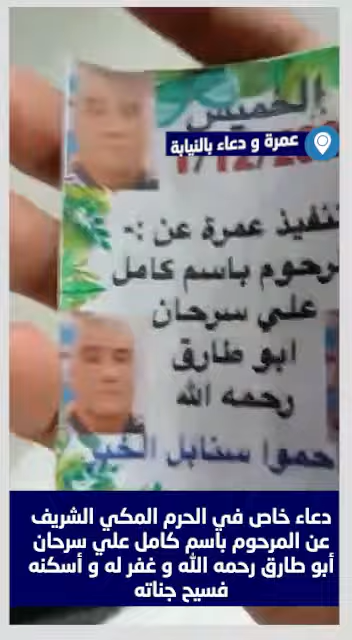 الخميس
عمرة و دعاء بالنيابة
تنفيذ عمرة عن :-
مرحوم باسم كامل
علي سرحان
ابو طارق
رحمه الله
سنابل الخير
دعاء خاص في الحرم المكي الشريف
عن المرحوم باسم كامل علي سرحان
أبو طارق رحمه الله و غفر له و أسكنه
فسيح جناته